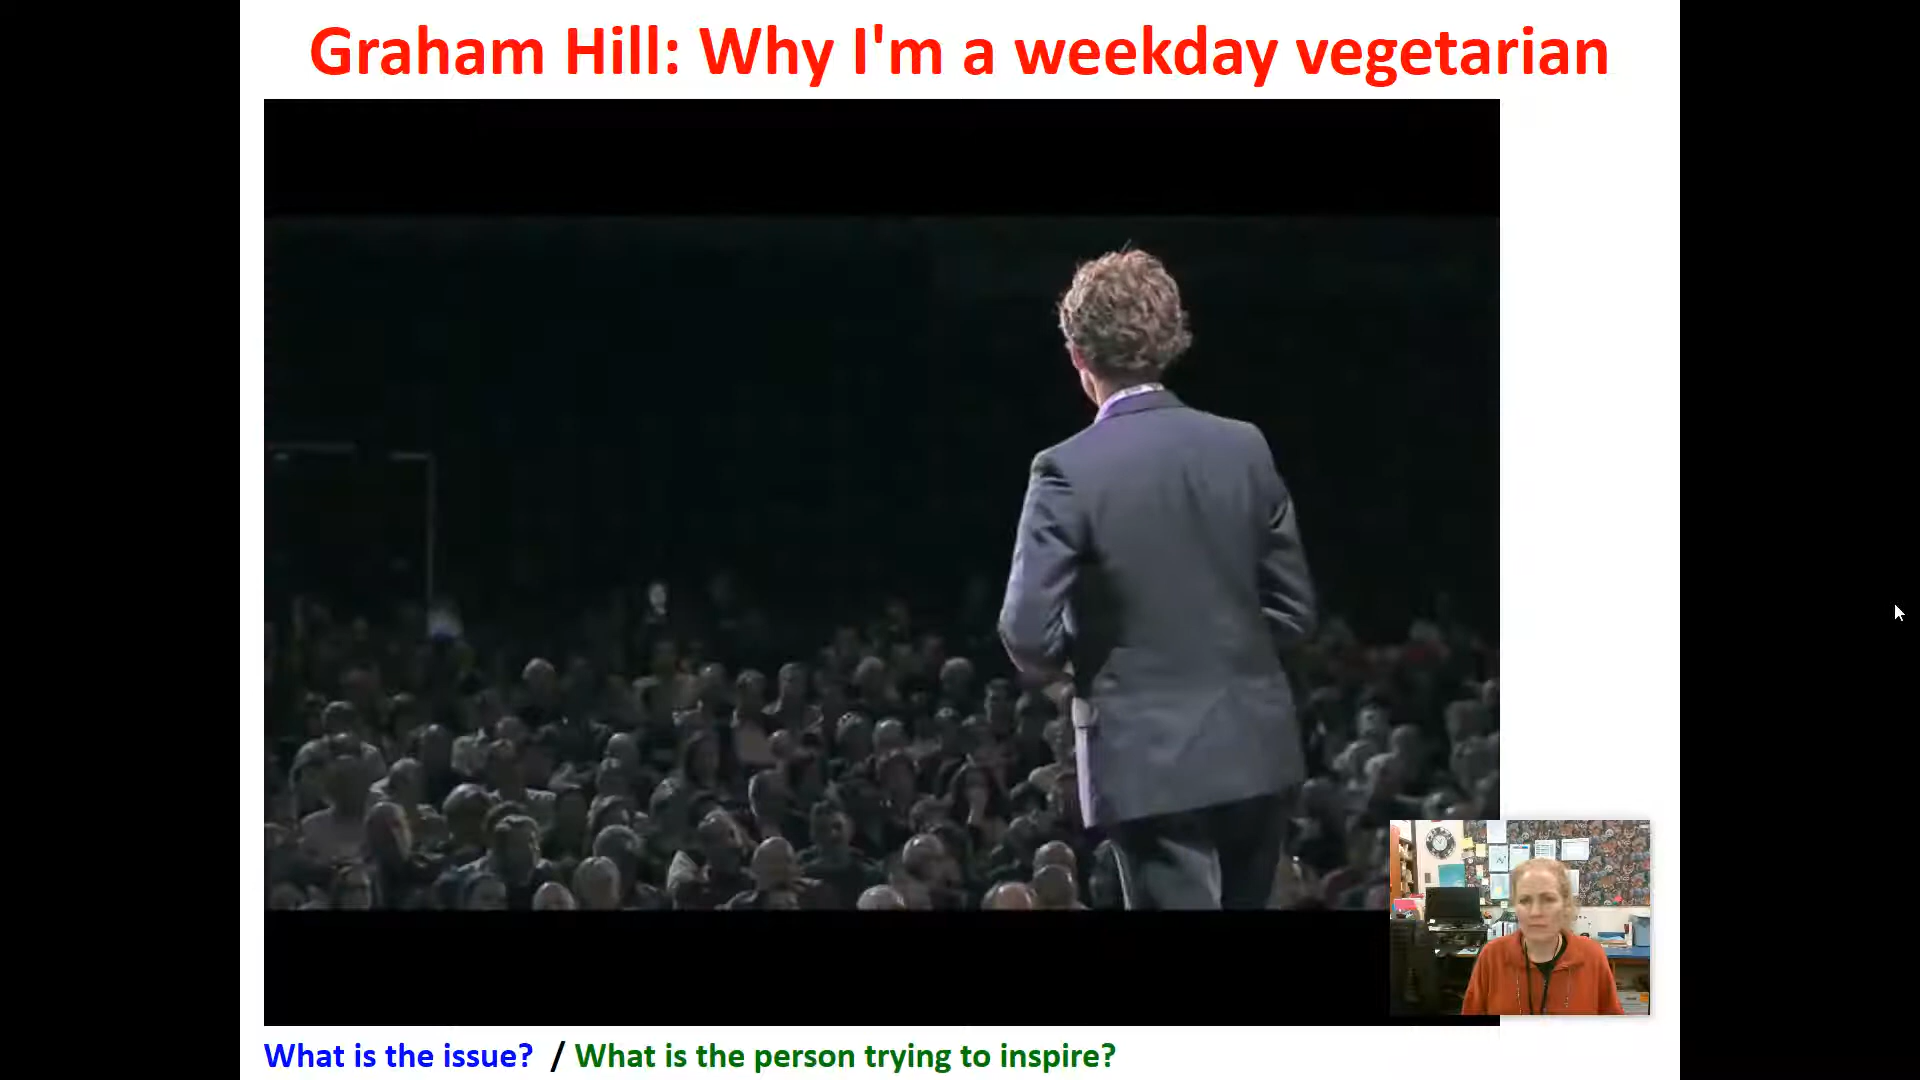 Graham Hill: Why I'm a weekday vegetarian
What is the issue? / What is the person trying to inspire?